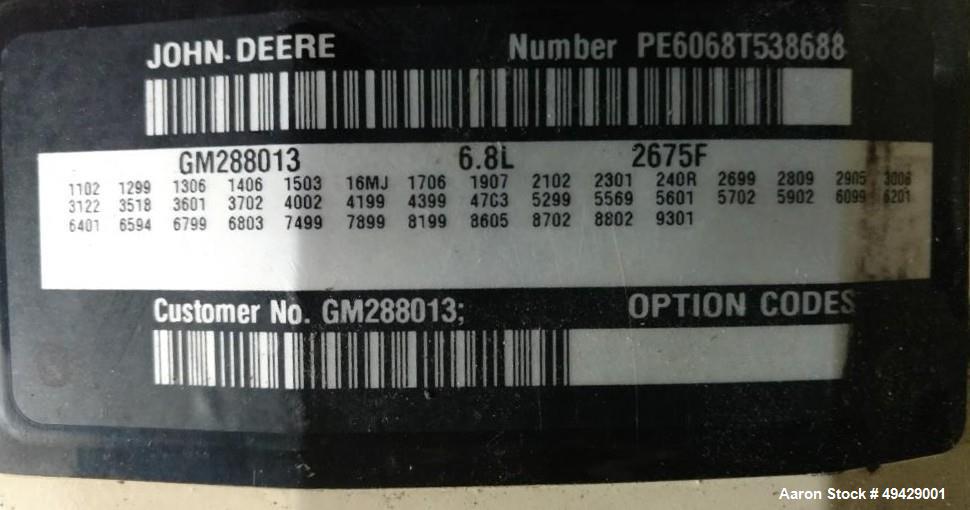 JOHN DEERE Number PE6068T538688
GM288013 6.8L 2675F
1102 1299 1306 1406 1503 16MJ 1706 1907 2102 2301 240R 2699 2809 2905 3006
3122 3518 3601 3702 4002 4199 4399 47C3 5299 5569 5601 5702 5902 6099 6201
6401 6594 6799 6803 7499 7899 8199 8605 8702 8802 9301
Customer No. GM288013; OPTION CODES
Aaron Stock # 49429001